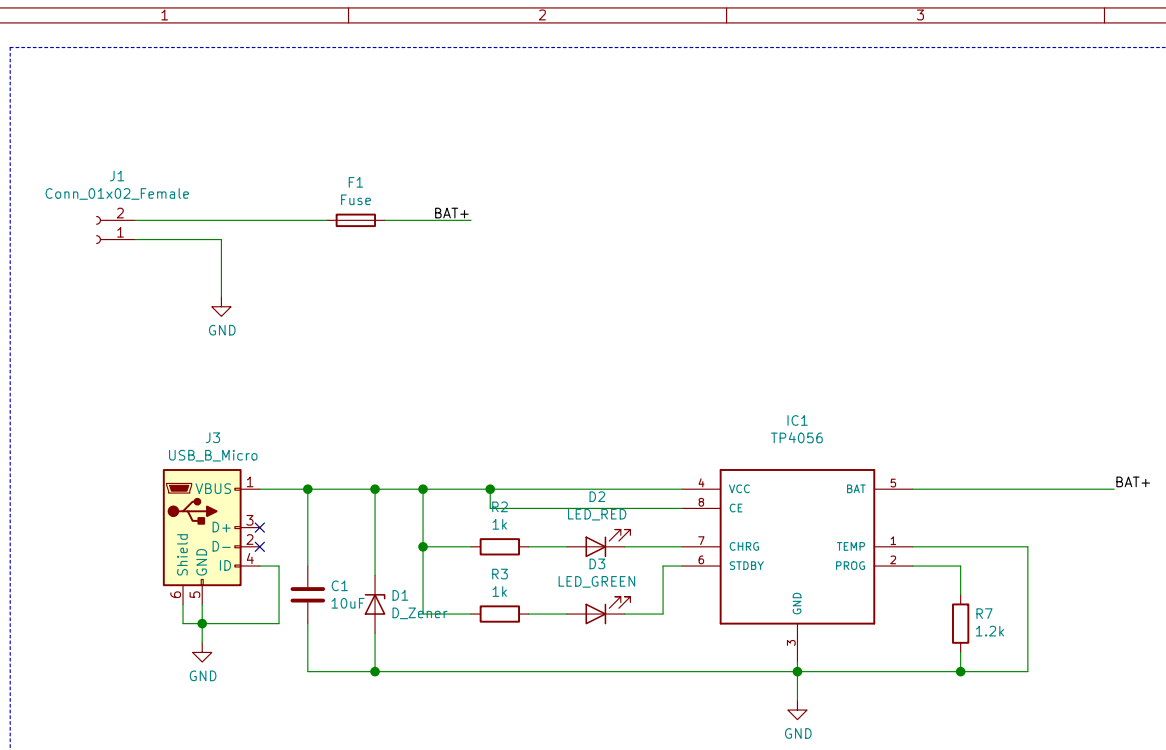 1 2 3
J1
Conn_01x02_Female
2
1
F1
Fuse
BAT+
GND
J3
USB_B_Micro
VBUS 1
D+ 3
D- 2
ID 4
Shield
GND
6 5
GND
C1
10uF
D1
D_Zener
R2
1k
D2
LED_RED
R3
1k
D3
LED_GREEN
IC1
TP4056
4 VCC BAT 5
8 CE
7 CHRG TEMP 1
6 STDBY PROG 2
GND
3
BAT+
R7
1.2k
GND